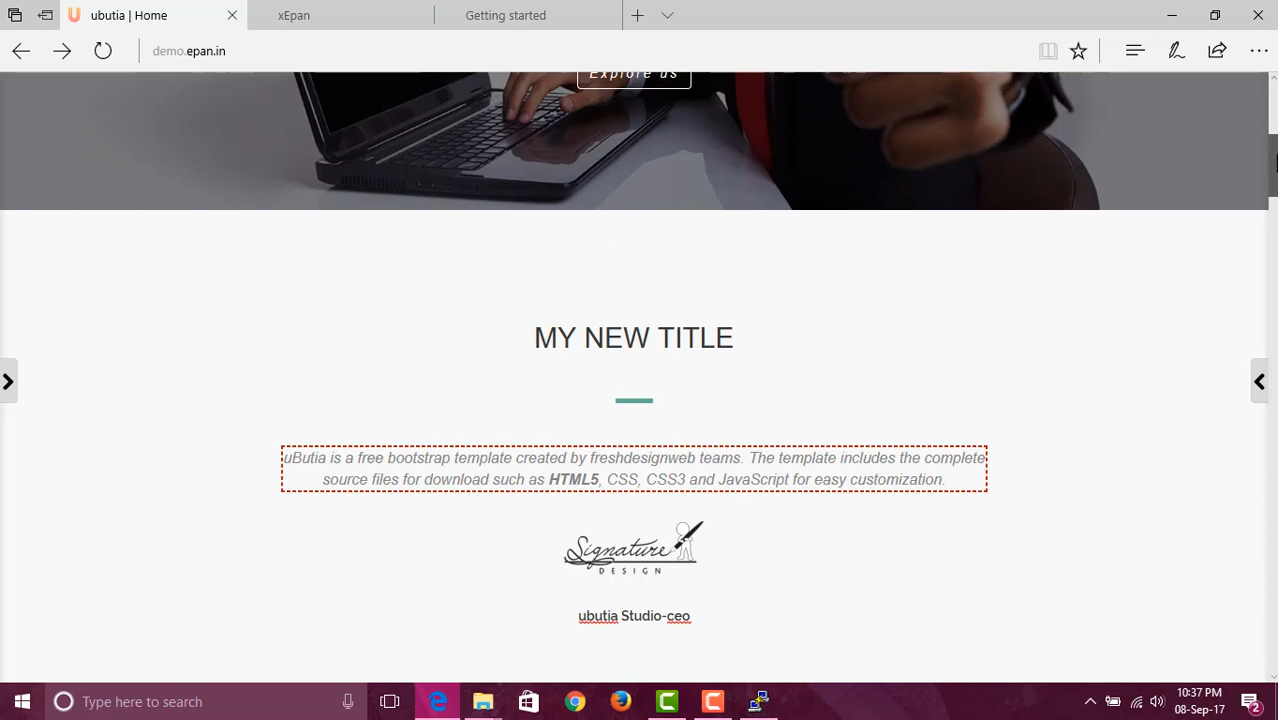 ubutia | Home
xEpan
Getting started
demo.epan.in
Explore us
MY NEW TITLE
uButia is a free bootstrap template created by freshdesignweb teams. The template includes the complete
source files for download such as HTML5, CSS, CSS3 and JavaScript for easy customization.
Signature
DESIGN
ubutia Studio-ceo
Type here to search
10:37 PM
08-Sep-17
2